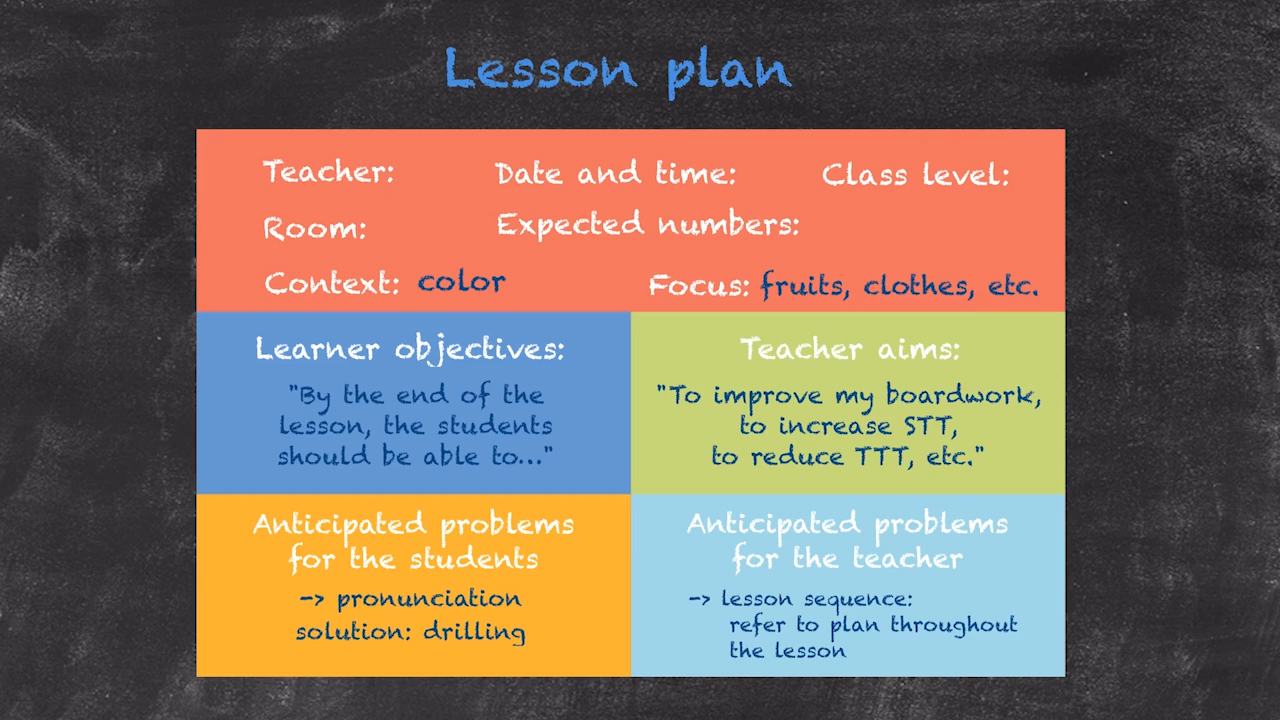 Lesson plan
Teacher: Date and time: Class level:
Room: Expected numbers:
Context: color Focus: fruits, clothes, etc.
Learner objectives:
"By the end of the
lesson, the students
should be able to..."
Teacher aims:
"To improve my boardwork,
to increase STT,
to reduce TTT, etc."
Anticipated problems
for the students
-> pronunciation
solution: drilling
Anticipated problems
for the teacher
-> lesson sequence:
refer to plan throughout
the lesson